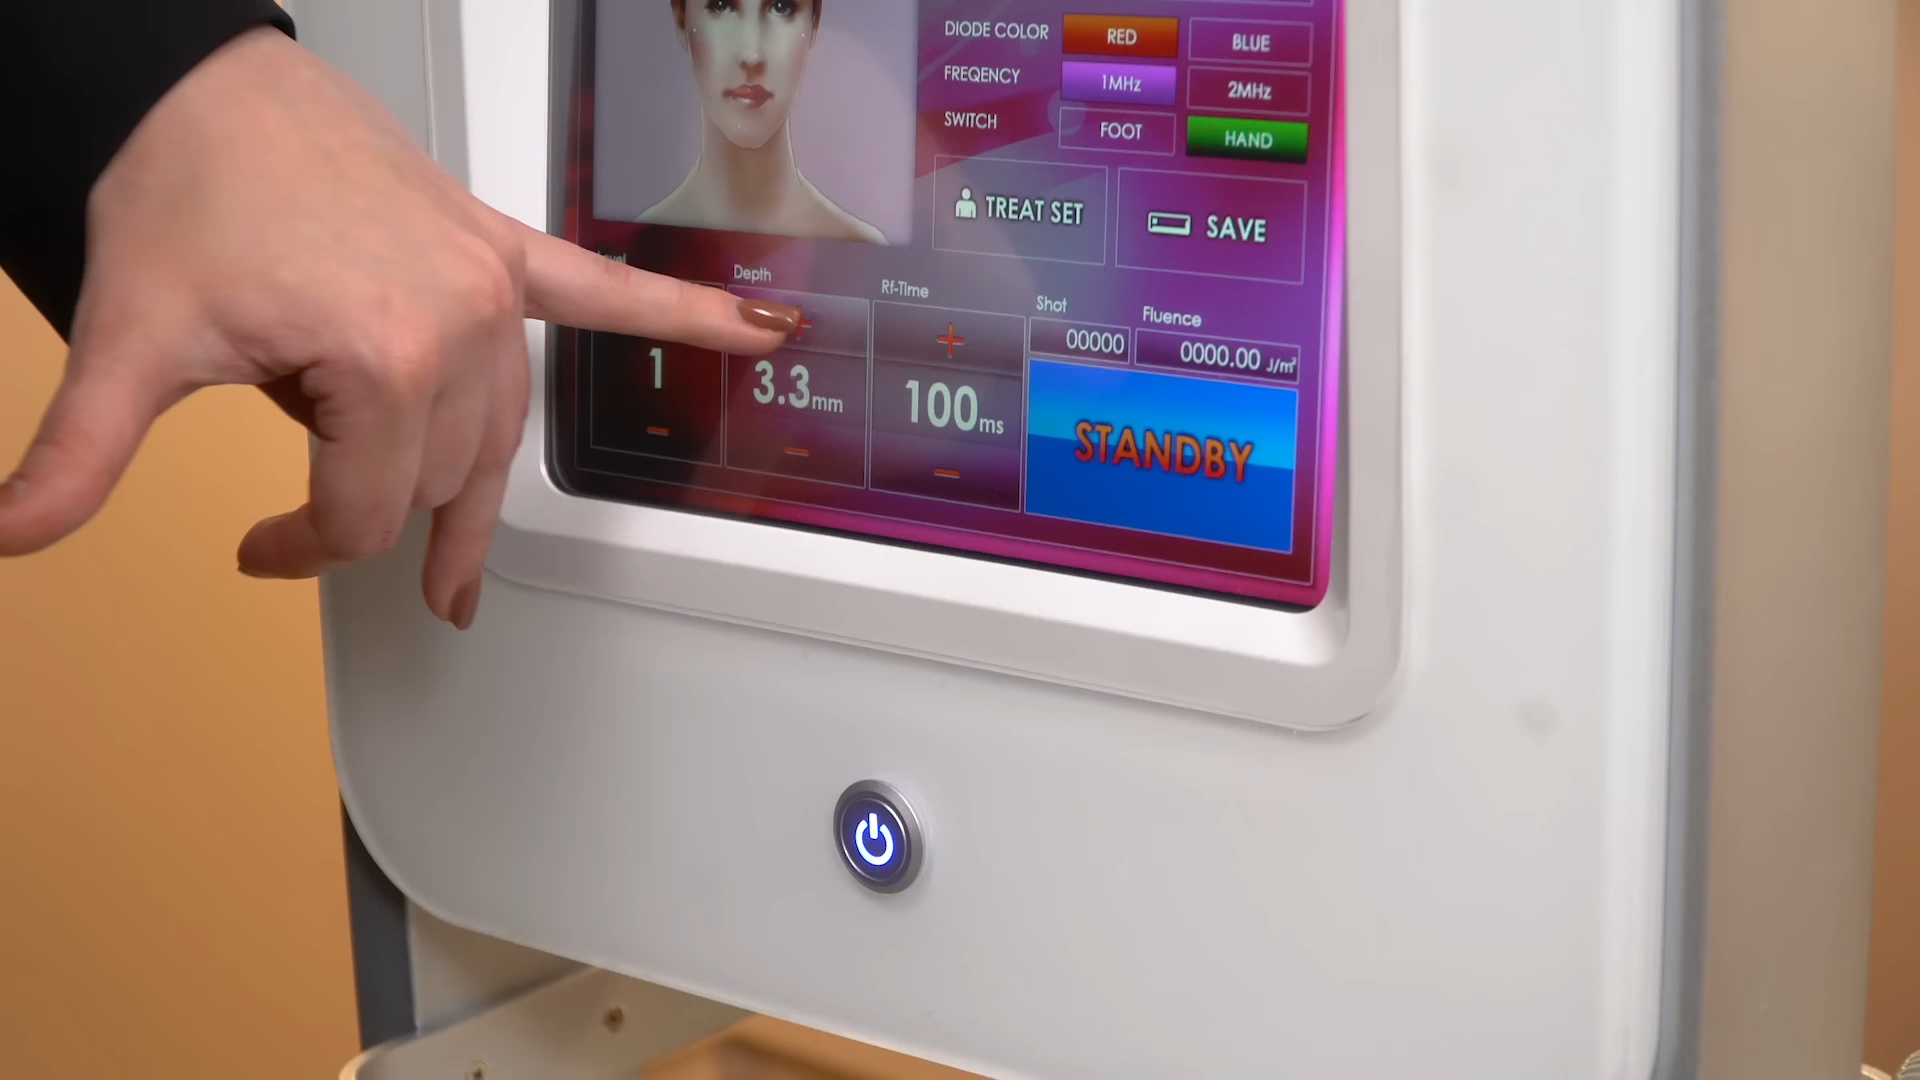 DIODE COLOR RED BLUE
FREQENCY 1MHz 2MHz
SWITCH FOOT HAND
TREAT SET SAVE
Depth Rf-Time Shot Fluence
00000 0000.00 J/m²
1 3.3mm 100ms
STANDBY